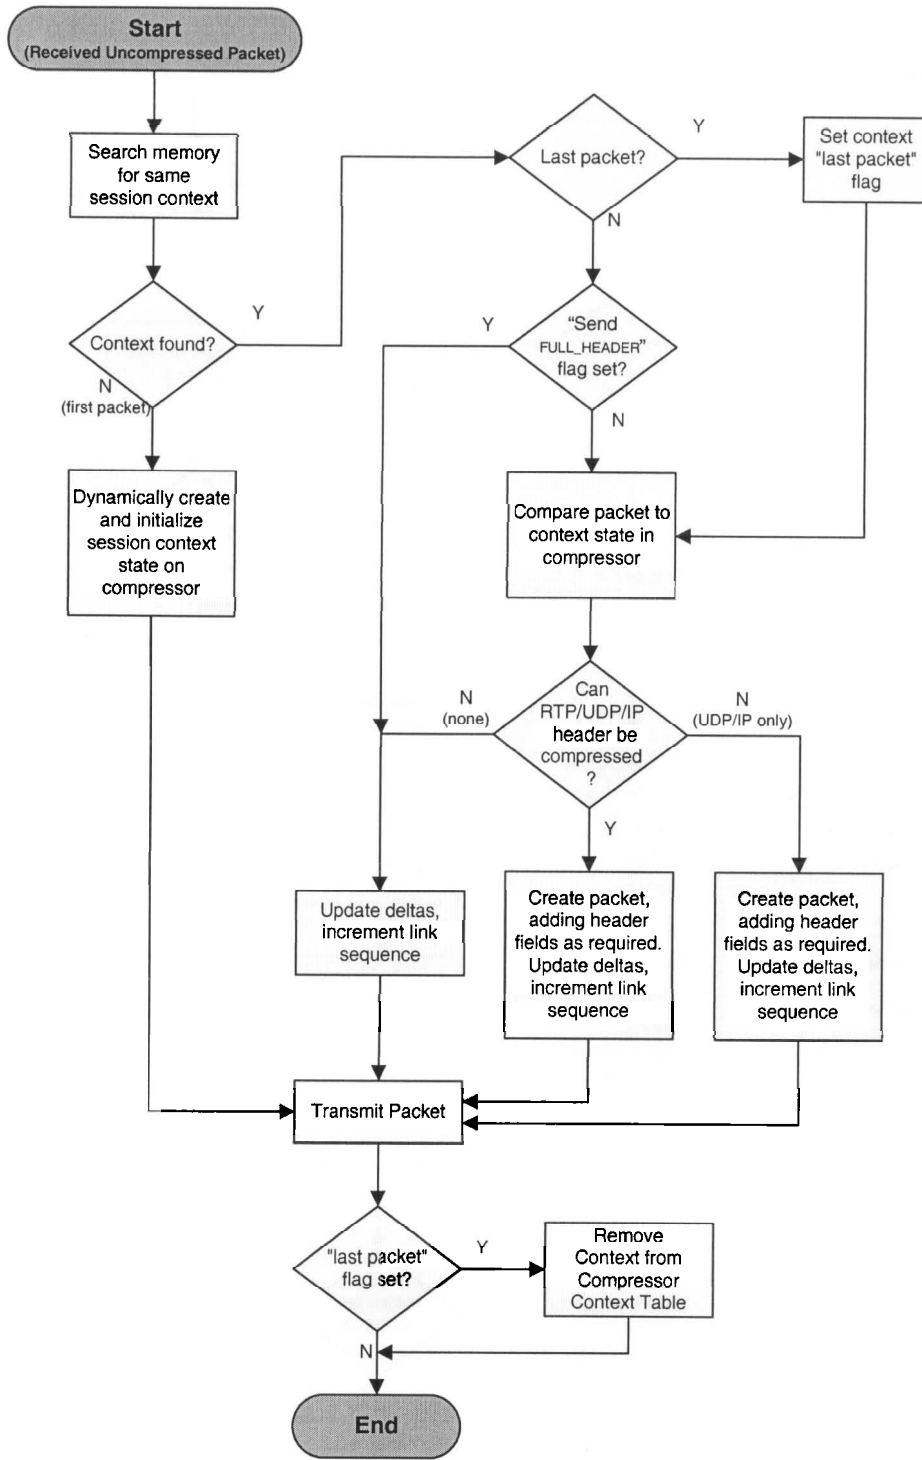 Start
(Received Uncompressed Packet)
Search memory
for same
session context
Context found?
Y
N
(first packet)
Dynamically create
and initialize
session context
state on
compressor
Last packet?
Y
N
Set context
"last packet"
flag
"Send
FULL_HEADER"
flag set?
Y
N
Compare packet to
context state in
compressor
Can
RTP/UDP/IP
header be
compressed
?
N
(none)
N
(UDP/IP only)
Y
Update deltas,
increment link
sequence
Create packet,
adding header
fields as required.
Update deltas,
increment link
sequence
Create packet,
adding header
fields as required.
Update deltas,
increment link
sequence
Transmit Packet
"last packet"
flag set?
Y
N
Remove
Context from
Compressor
Context Table
End